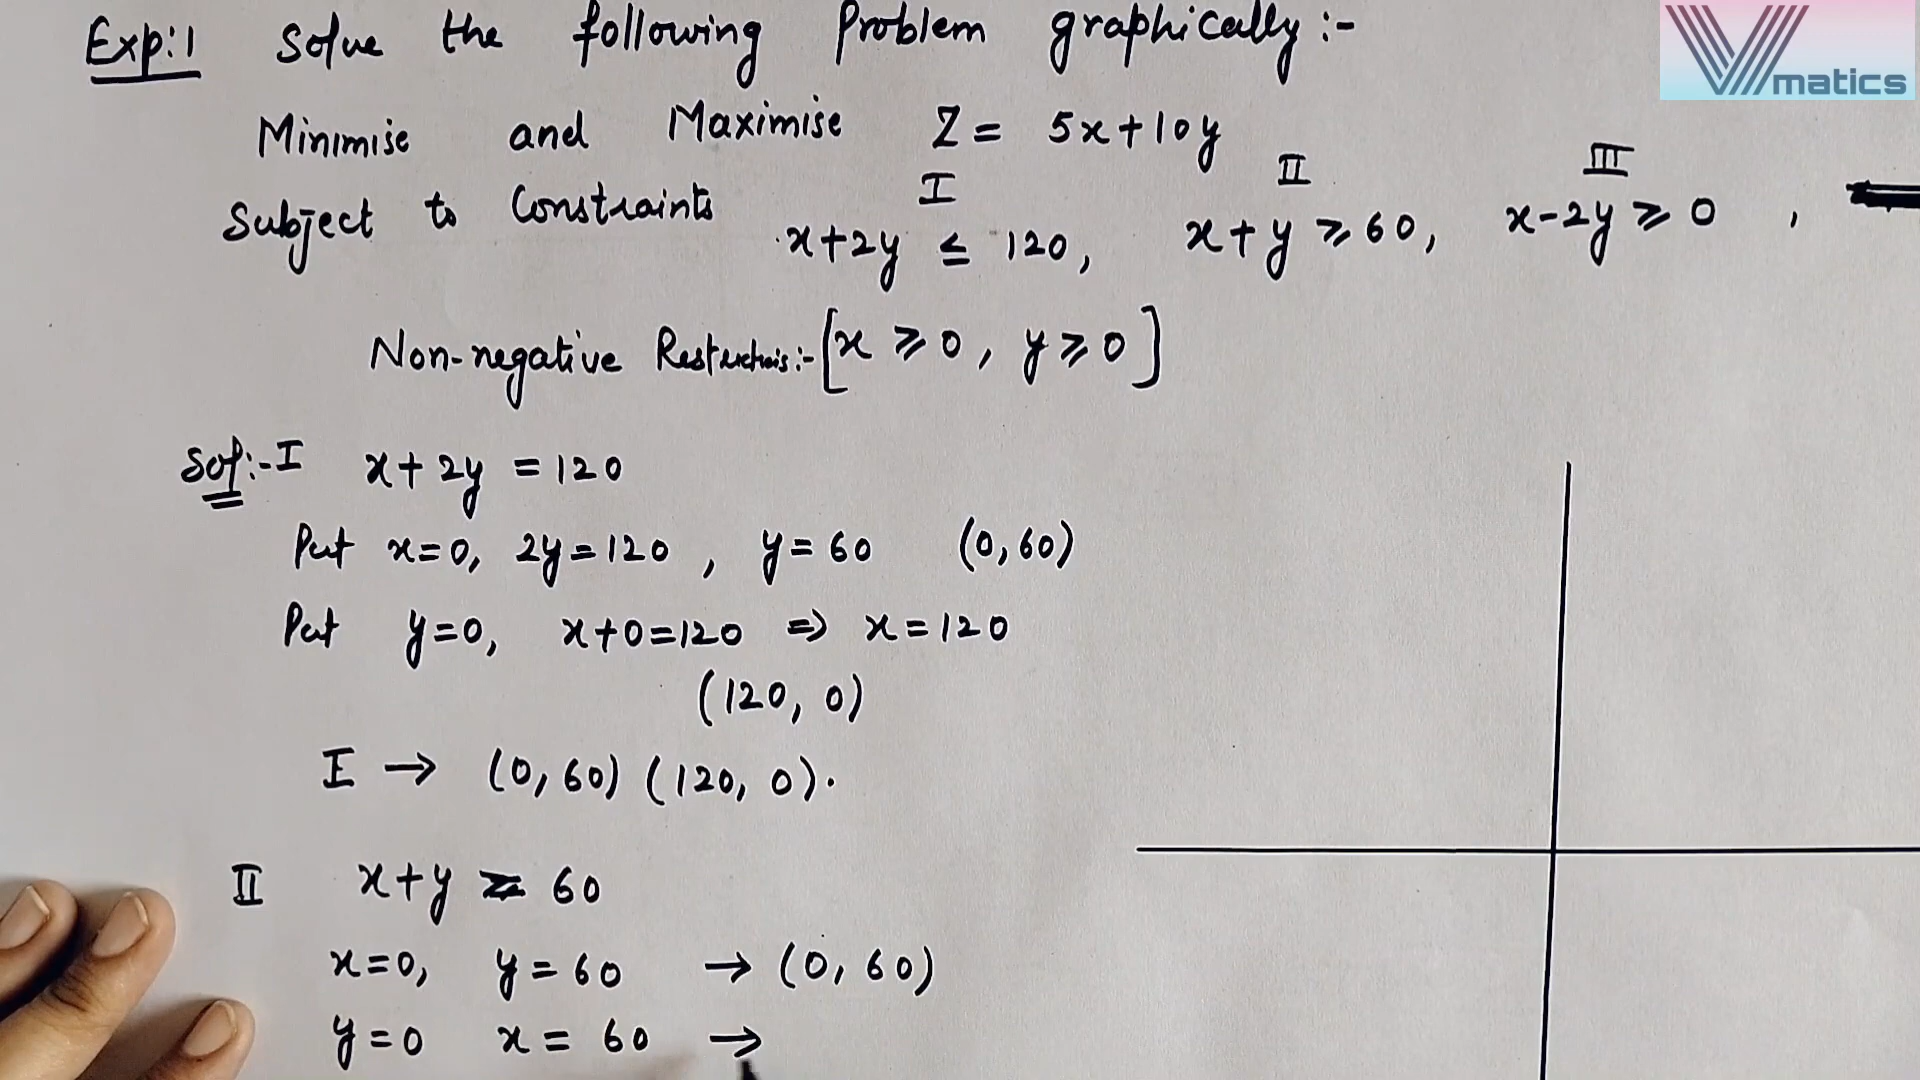 Exp:1 Solve the following Problem graphically:-
Minimise and Maximise Z = 5x+10y
I II III
Subject to Constraints x+2y ≤ 120, x+y ⩾ 60, x-2y ⩾ 0 ,
Non-negative :- [x ⩾ 0, y ⩾ 0]
Sol:- I x+2y = 120
Put x=0, 2y=120, y=60 (0,60)
Put y=0, x+0=120 ⇒ x=120
(120, 0)
I → (0,60) (120, 0).
II x+y = 60
x=0, y=60 → (0, 60)
y=0 x = 60 →
Vmatics